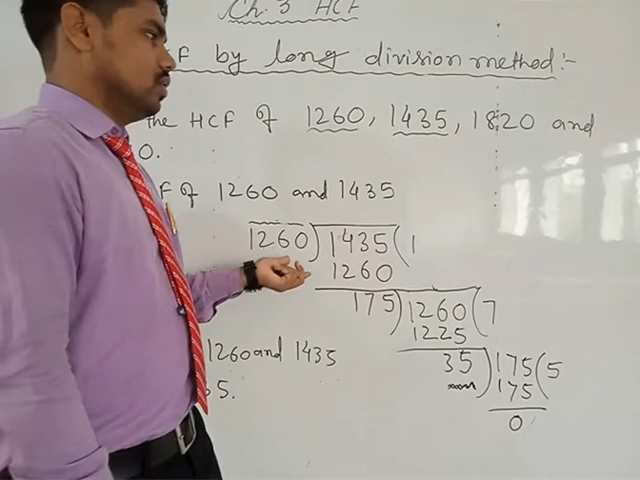 Ch. 3 HCF
F by long division method :-
the HCF of 1260, 1435, 1820 and
0.
F of 1260 and 1435
1260) 1435 ( 1
1260
175) 1260 ( 7
1225
35) 175 ( 5
175
0
1260 and 1435
5.